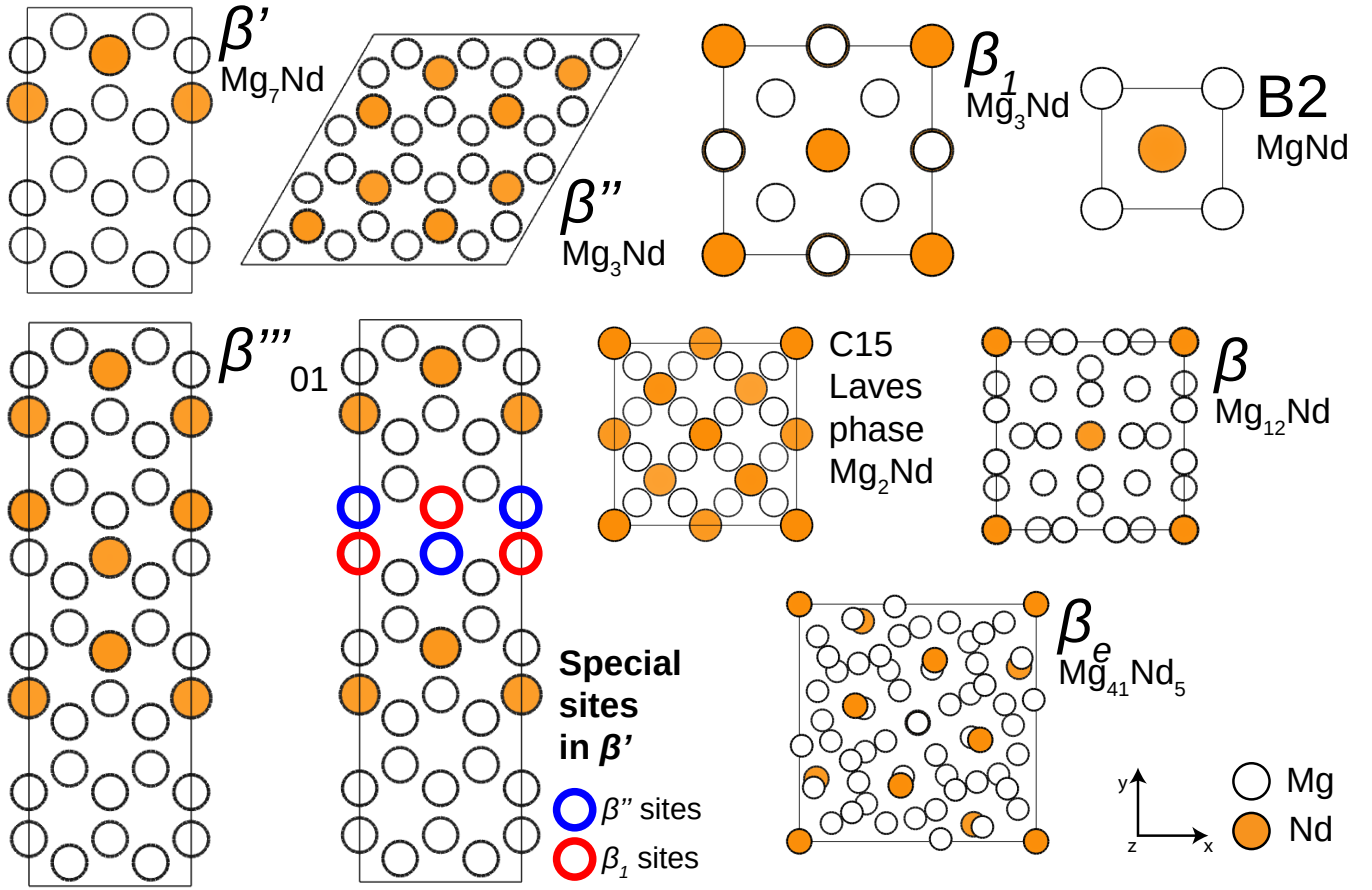 β’
Mg₇Nd
β’’
Mg₃Nd
β₁
Mg₃Nd
B2
MgNd
β’’’₀₁
C15
Laves
phase
Mg₂Nd
β
Mg₁₂Nd
βₑ
Mg₄₁Nd₅
Special
sites
in β’
β’’ sites
β₁ sites
y
z x
Mg
Nd